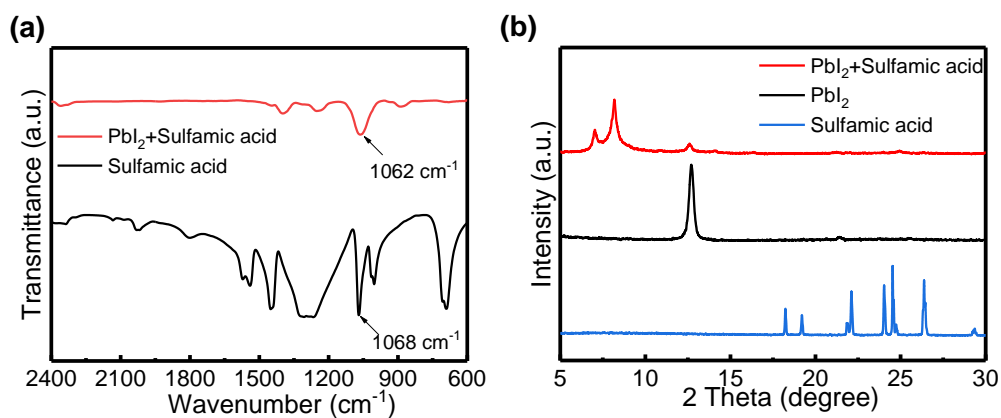 (a)
Transmittance (a.u.)
PbI₂+Sulfamic acid
Sulfamic acid
1062 cm⁻¹
1068 cm⁻¹
2400 2100 1800 1500 1200 900 600
Wavenumber (cm⁻¹)
(b)
Intensity (a.u.)
PbI₂+Sulfamic acid
PbI₂
Sulfamic acid
5 10 15 20 25 30
2 Theta (degree)